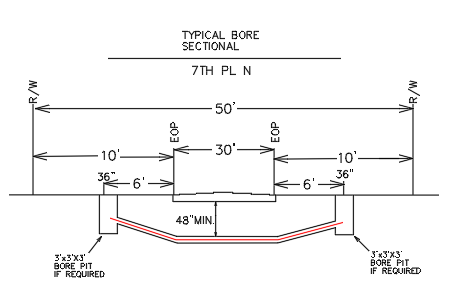 TYPICAL BORE
SECTIONAL
7TH PL N
R/W
R/W
50'
EOP
EOP
30'
10'
10'
36"
36"
6'
6'
48"MIN.
3'x3'X3'
BORE PIT
IF REQUIRED
3'x3'X3'
BORE PIT
IF REQUIRED